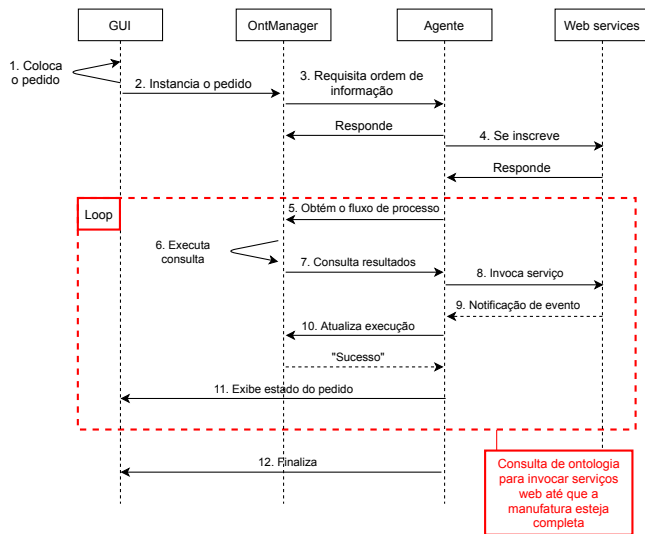 GUI
OntManager
Agente
Web services
1. Coloca
o pedido
2. Instancia o pedido
3. Requisita ordem de
informação
Responde
4. Se inscreve
Responde
Loop
5. Obtém o fluxo de processo
6. Executa
consulta
7. Consulta resultados
8. Invoca serviço
9. Notificação de evento
10. Atualiza execução
"Sucesso"
11. Exibe estado do pedido
12. Finaliza
Consulta de ontologia
para invocar serviços
web até que a
manufatura esteja
completa